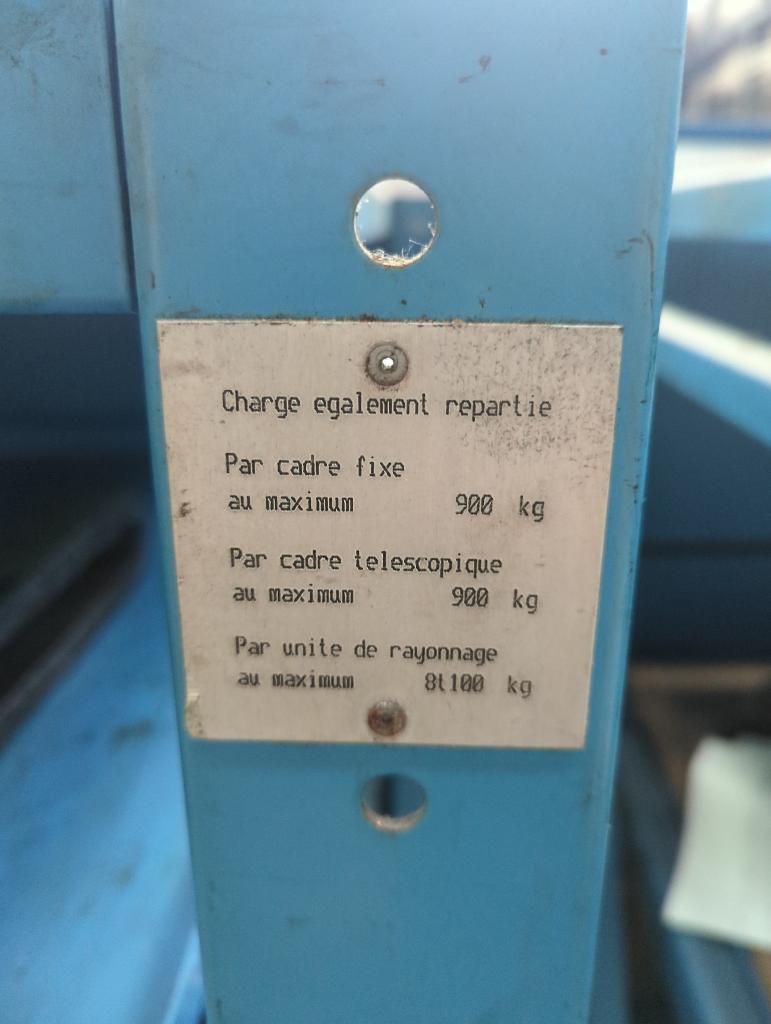 Charge egalement repartie
Par cadre fixe
au maximum 900 kg
Par cadre telescopique
au maximum 900 kg
Par unite de rayonnage
au maximum 8t100 kg